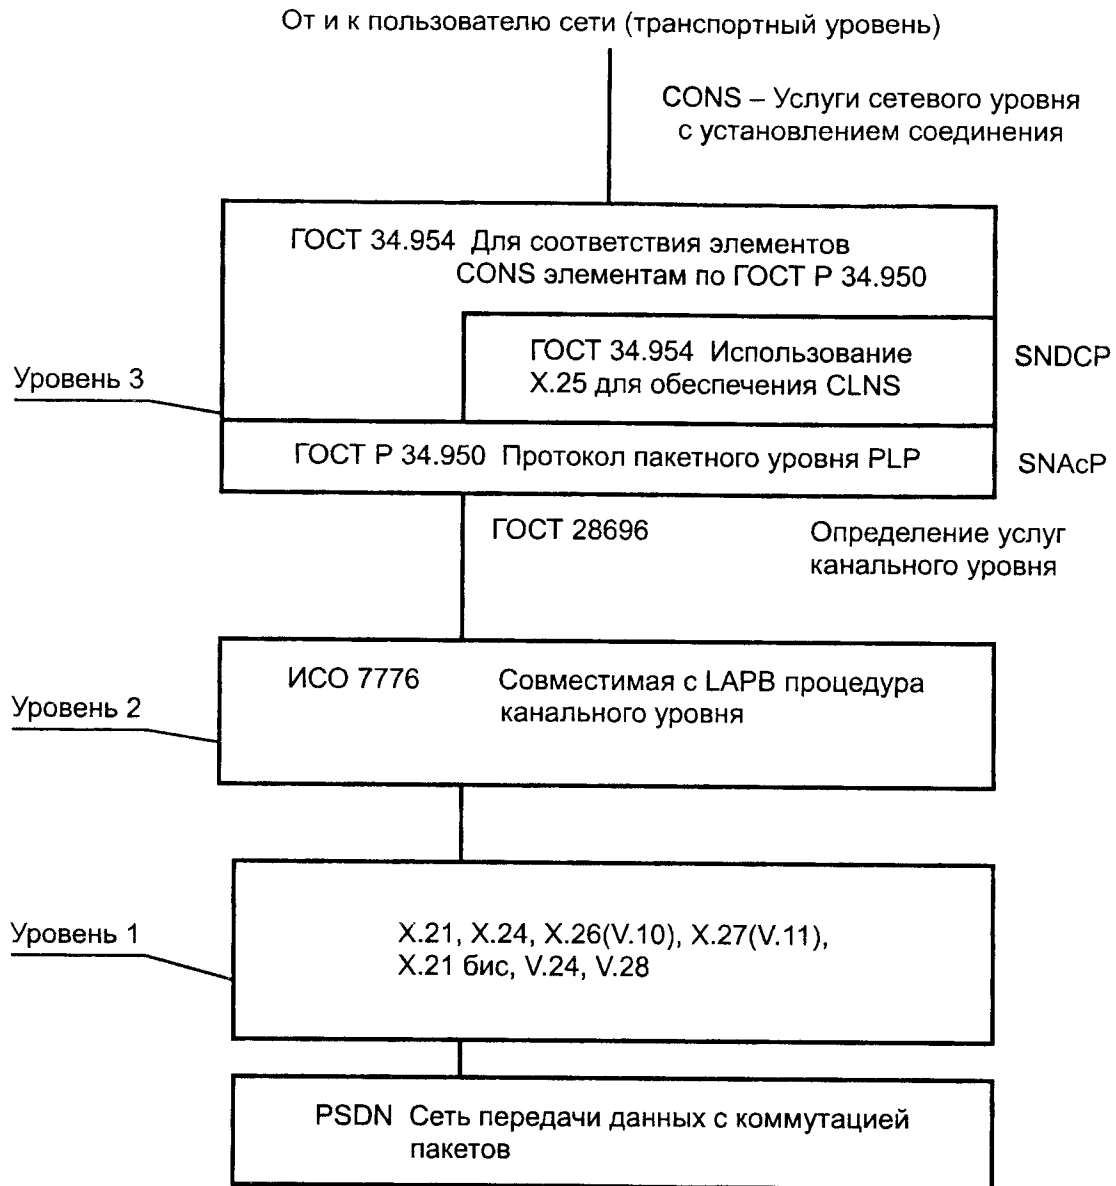 От и к пользователю сети (транспортный уровень)
CONS – Услуги сетевого уровня
с установлением соединения
ГОСТ 34.954 Для соответствия элементов
CONS элементам по ГОСТ Р 34.950
ГОСТ 34.954 Использование
X.25 для обеспечения CLNS
SNDCP
Уровень 3
ГОСТ Р 34.950 Протокол пакетного уровня PLP
SNAcP
ГОСТ 28696
Определение услуг
канального уровня
ИСО 7776
Совместимая с LAPB процедура
канального уровня
Уровень 2
Уровень 1
X.21, X.24, X.26(V.10), X.27(V.11),
X.21 бис, V.24, V.28
PSDN Сеть передачи данных с коммутацией
пакетов